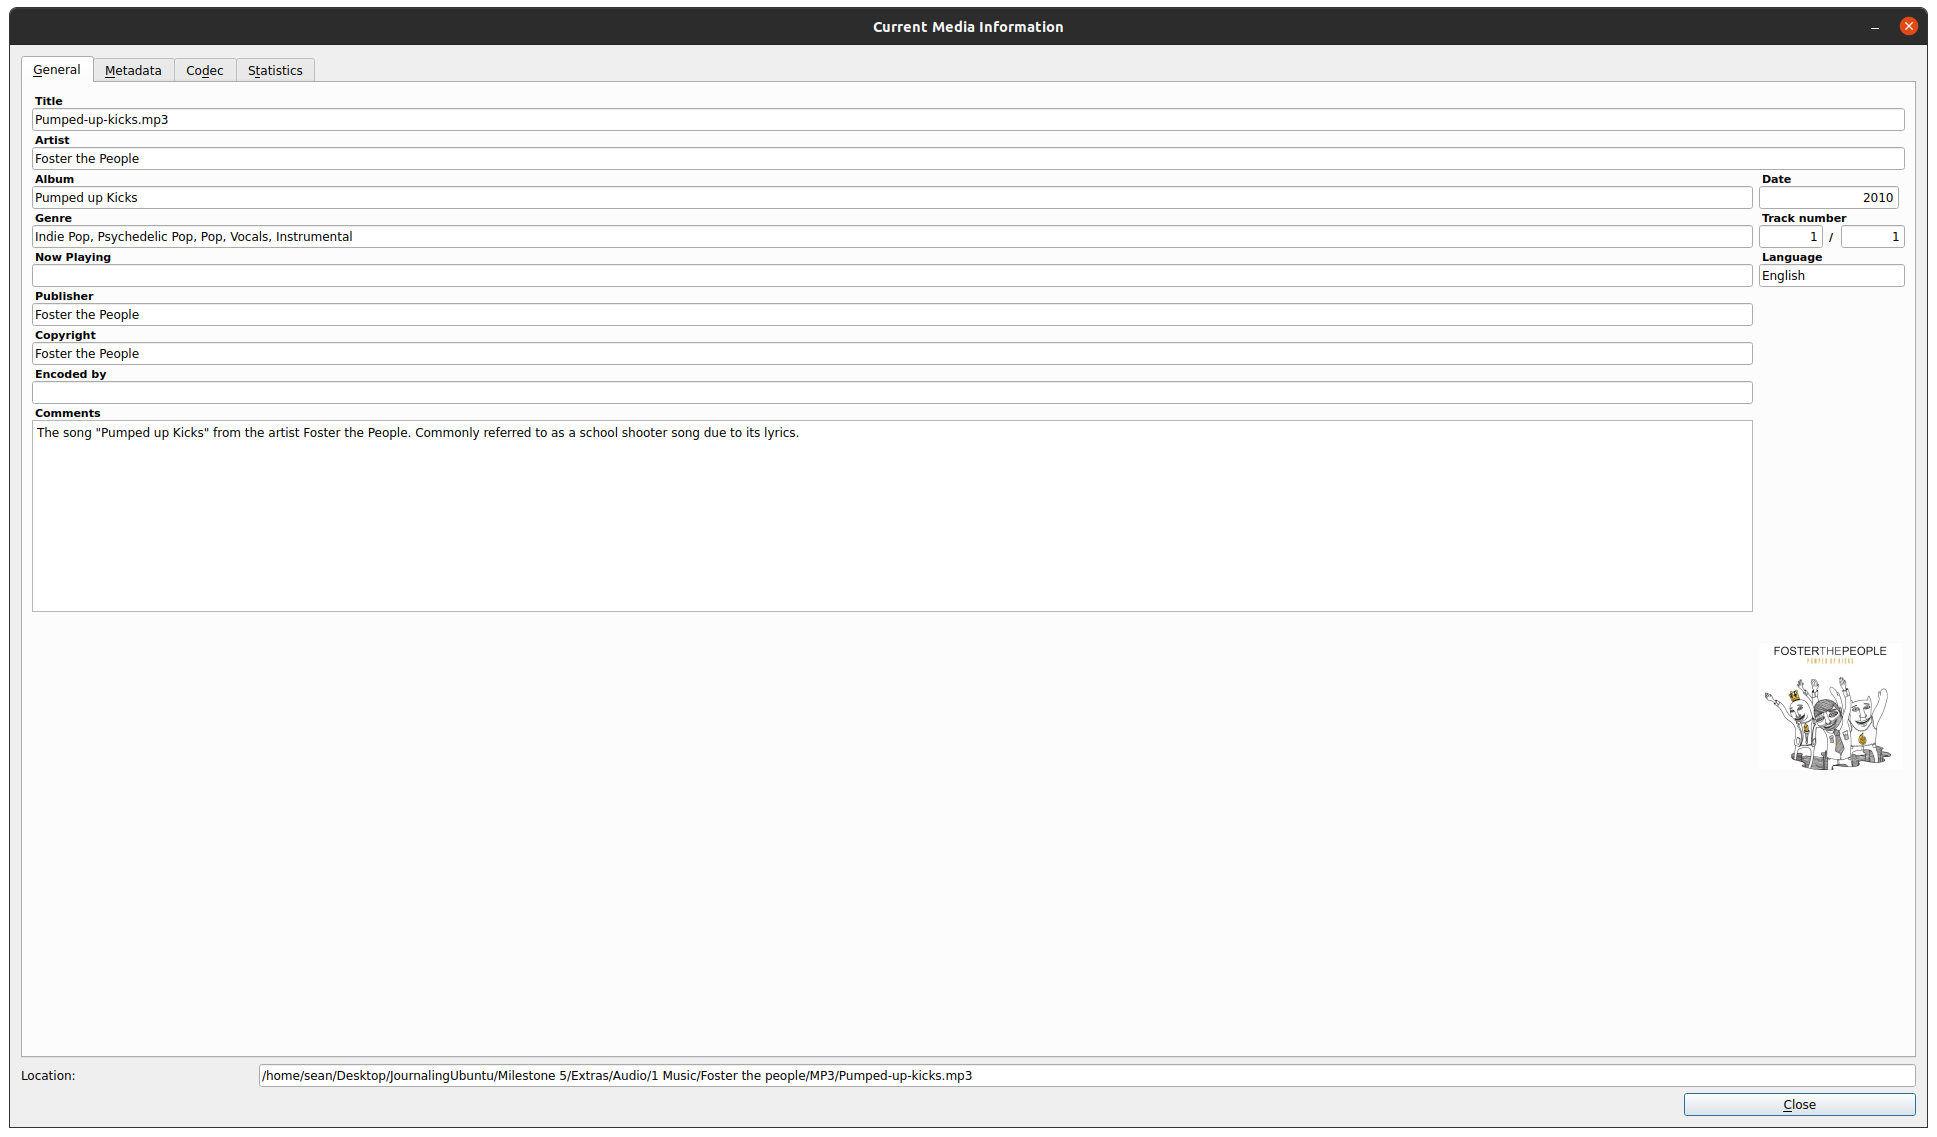 Current Media Information
General Metadata Codec Statistics
Title
Pumped-up-kicks.mp3
Artist
Foster the People
Album Date
Pumped up Kicks 2010
Genre Track number
Indie Pop, Psychedelic Pop, Pop, Vocals, Instrumental 1 / 1
Now Playing Language
English
Publisher
Foster the People
Copyright
Foster the People
Encoded by
Comments
The song "Pumped up Kicks" from the artist Foster the People. Commonly referred to as a school shooter song due to its lyrics.
FOSTERTHEPEOPLE
PUMPED UP KICKS
Location: /home/sean/Desktop/JournalingUbuntu/Milestone 5/Extras/Audio/1 Music/Foster the people/MP3/Pumped-up-kicks.mp3
Close